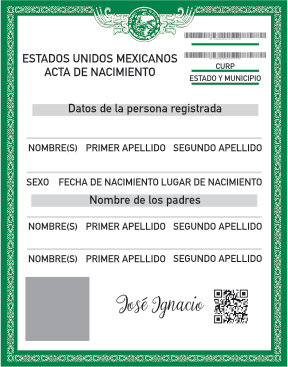 ESTADOS UNIDOS MEXICANOS
ACTA DE NACIMIENTO
CURP
ESTADO Y MUNICIPIO
Datos de la persona registrada
NOMBRE(S) PRIMER APELLIDO SEGUNDO APELLIDO
SEXO FECHA DE NACIMIENTO LUGAR DE NACIMIENTO
Nombre de los padres
NOMBRE(S) PRIMER APELLIDO SEGUNDO APELLIDO
NOMBRE(S) PRIMER APELLIDO SEGUNDO APELLIDO
José Ignacio